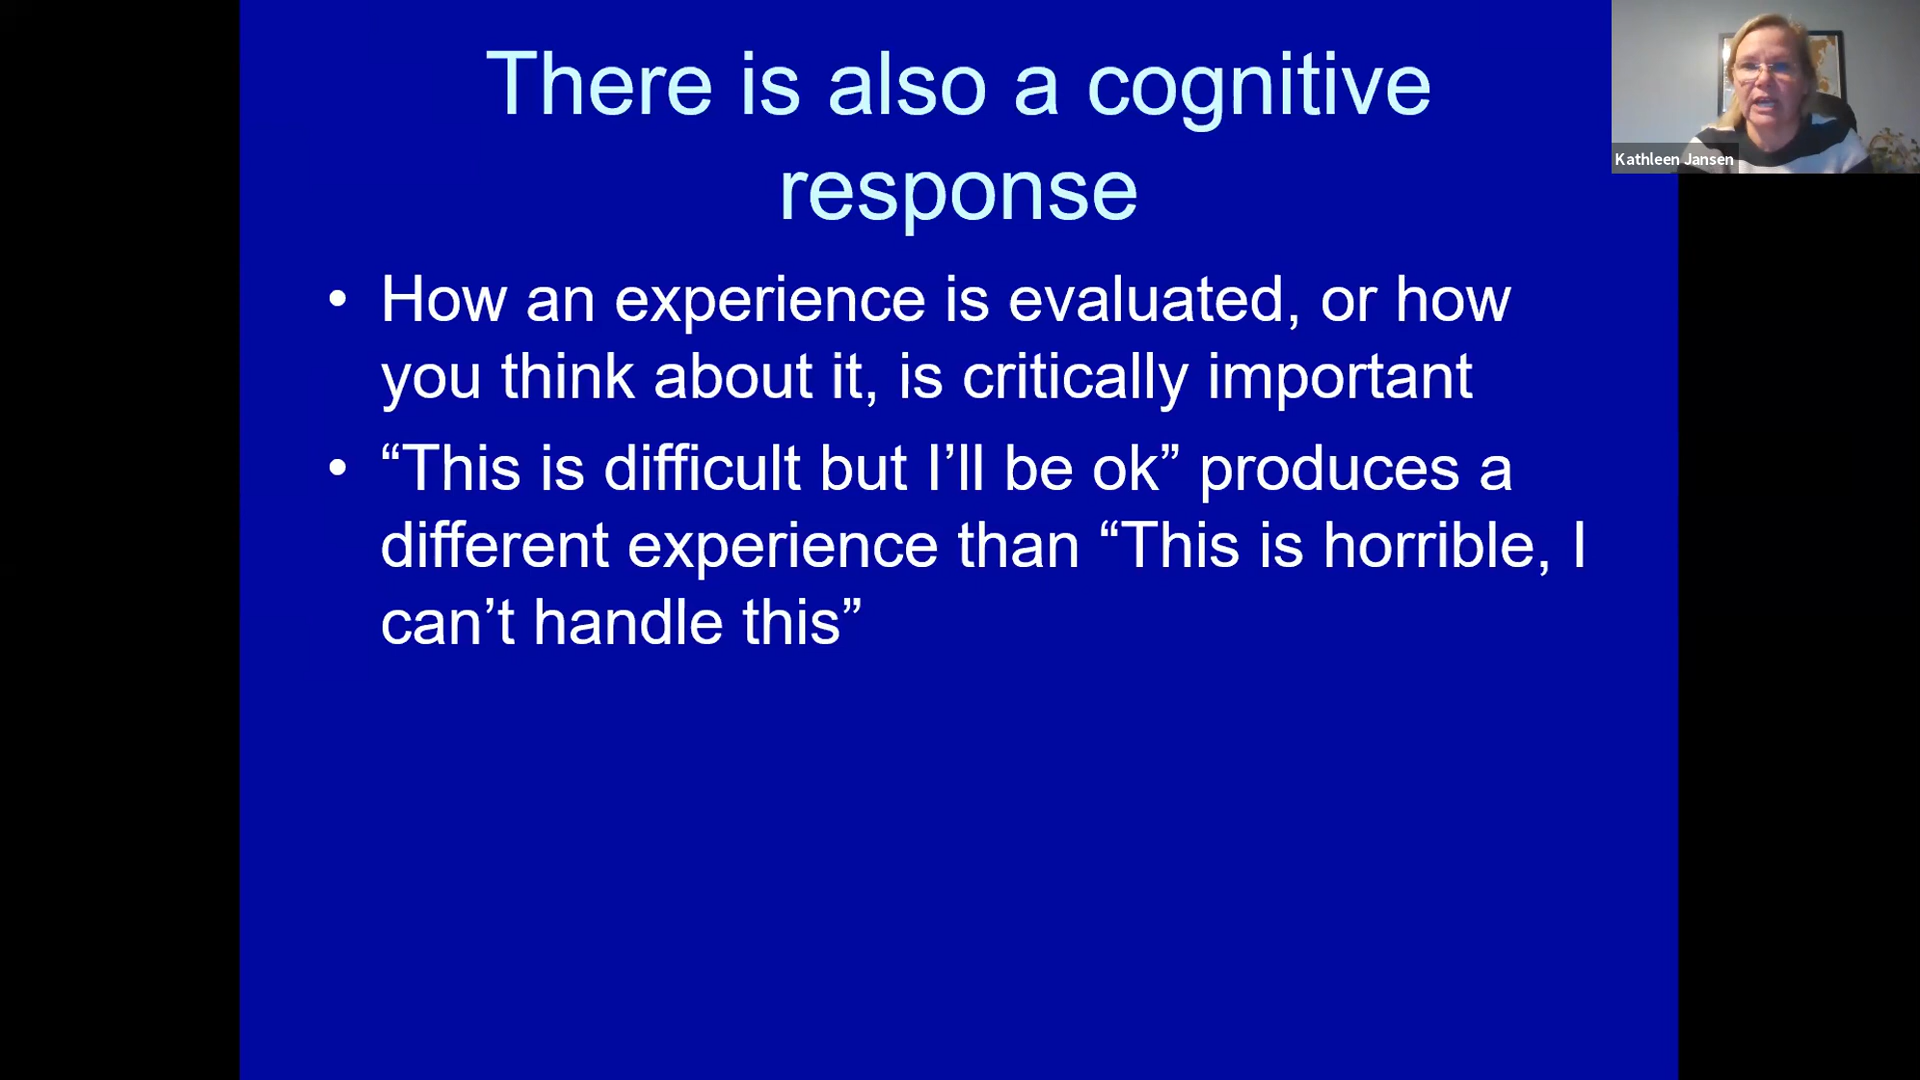 There is also a cognitive
response
• How an experience is evaluated, or how
you think about it, is critically important
• “This is difficult but I’ll be ok” produces a
different experience than “This is horrible, I
can’t handle this”
Kathleen Jansen